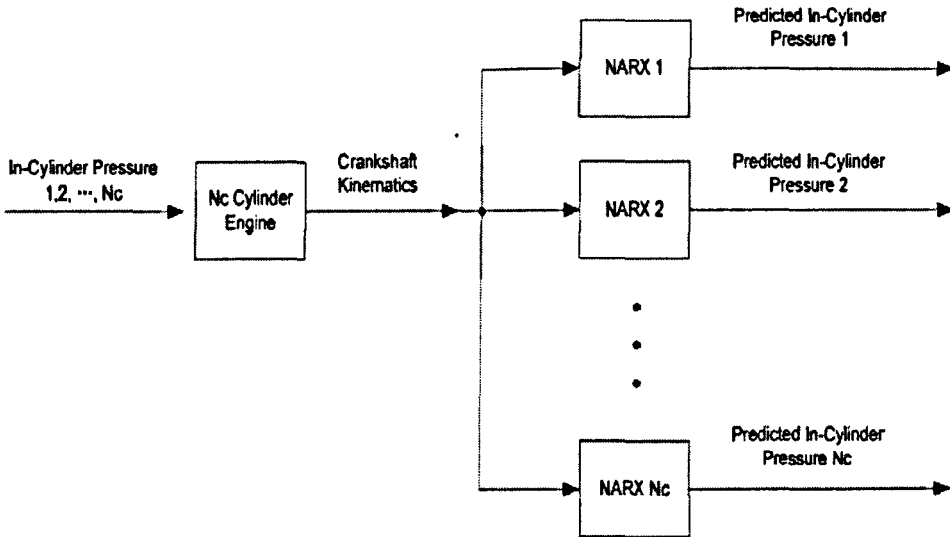 Predicted In-Cylinder
Pressure 1
NARX 1
In-Cylinder Pressure
1,2, ···, Nc
Nc Cylinder
Engine
Crankshaft
Kinematics
Predicted In-Cylinder
Pressure 2
NARX 2
Predicted In-Cylinder
Pressure Nc
NARX Nc